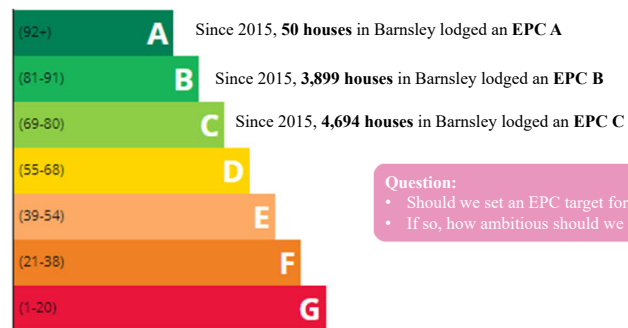 (92+) A Since 2015, 50 houses in Barnsley lodged an EPC A
(81-91) B Since 2015, 3,899 houses in Barnsley lodged an EPC B
(69-80) C Since 2015, 4,694 houses in Barnsley lodged an EPC C
(55-68) D
Question:
• Should we set an EPC target for
(39-54) E
• If so, how ambitious should we
(21-38) F
(1-20) G